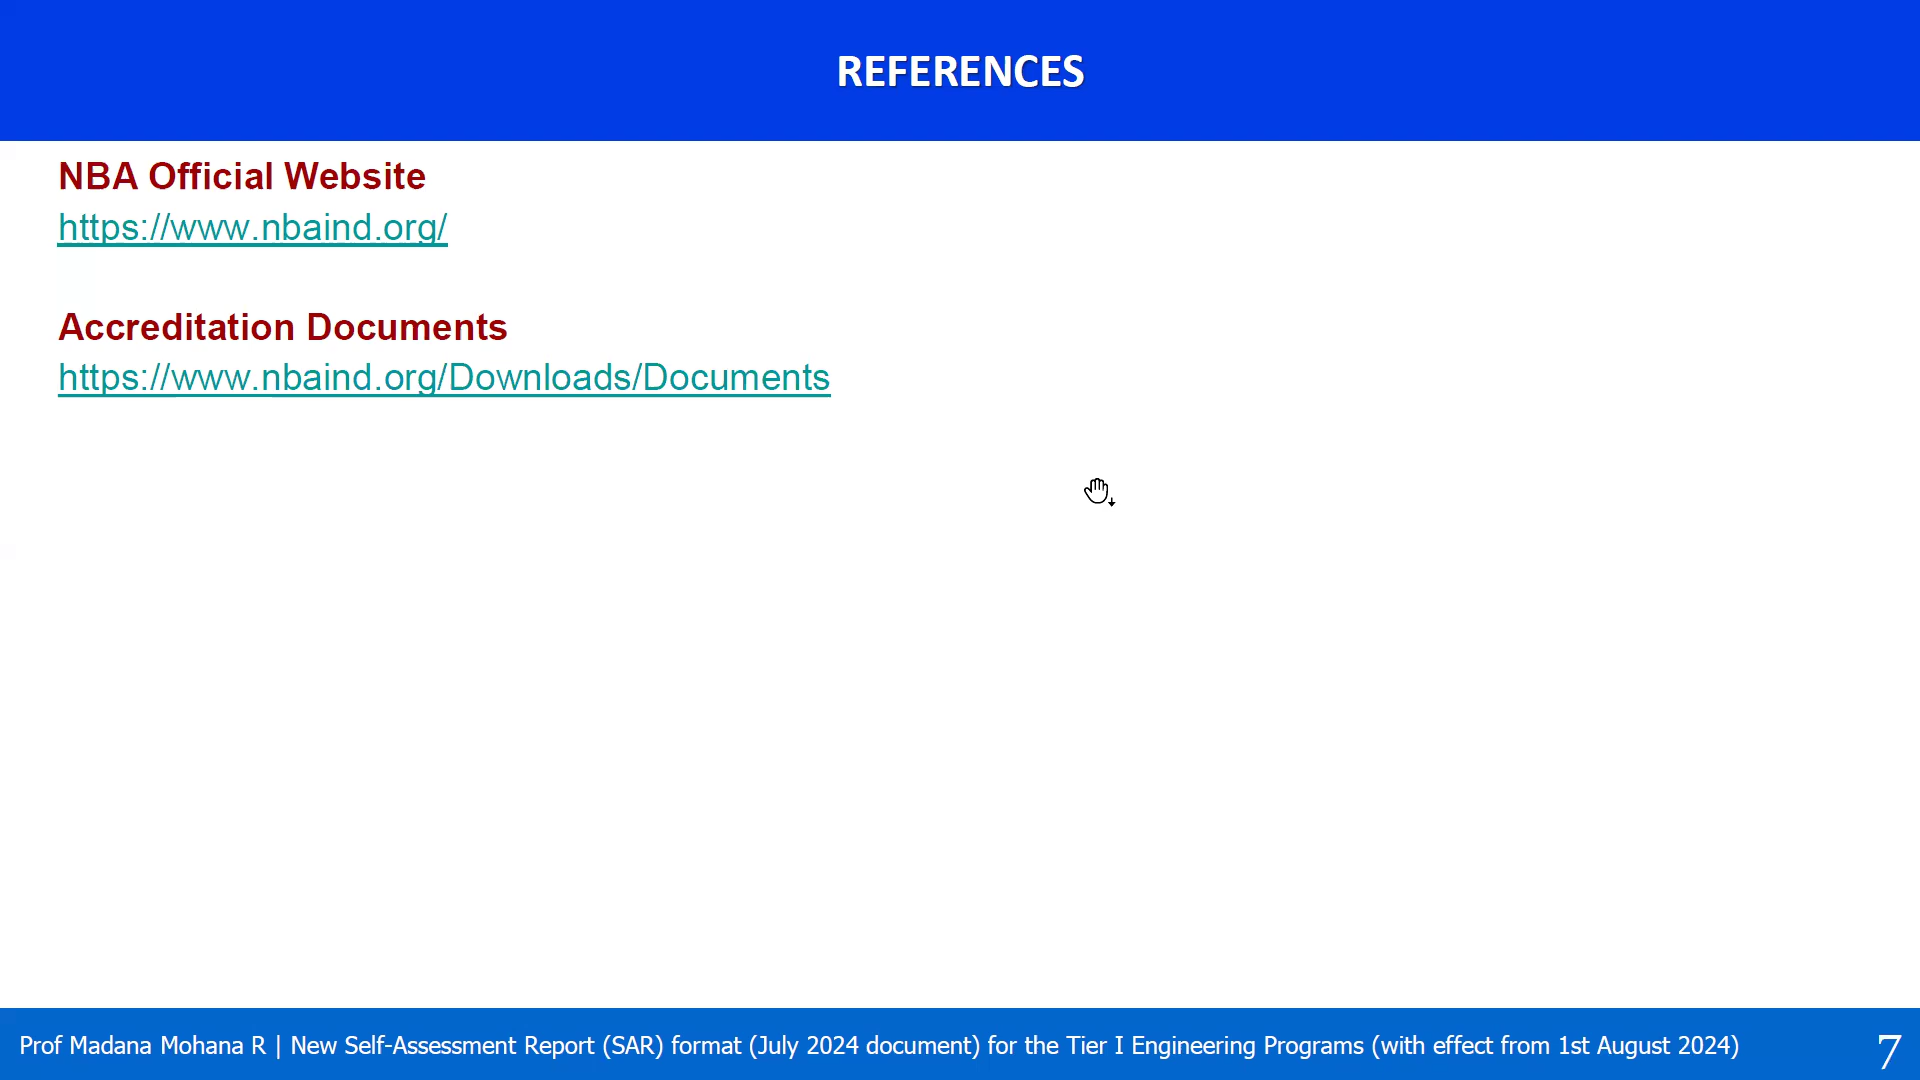 REFERENCES
NBA Official Website
https://www.nbaind.org/
Accreditation Documents
https://www.nbaind.org/Downloads/Documents
Prof Madana Mohana R | New Self-Assessment Report (SAR) format (July 2024 document) for the Tier I Engineering Programs (with effect from 1st August 2024)
7